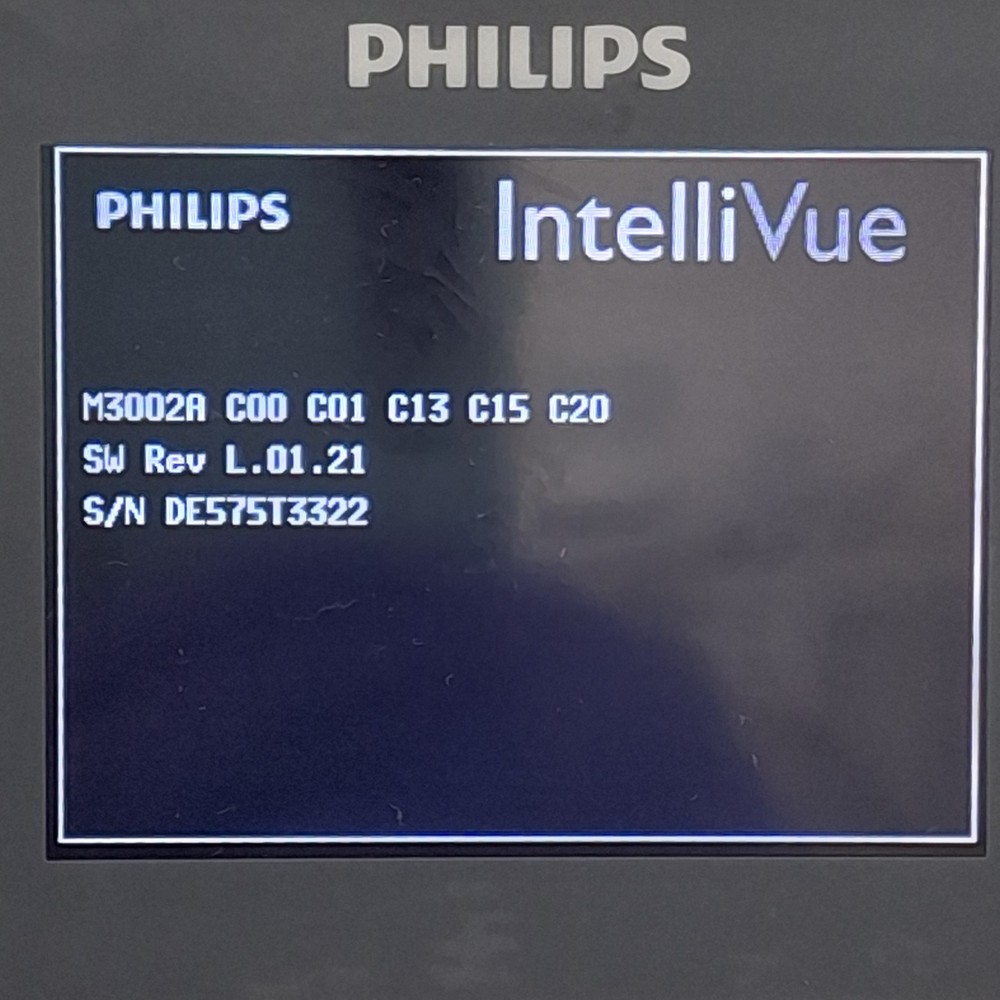 PHILIPS
PHILIPS IntelliVue
M3002A C00 C01 C13 C15 C20
SW Rev L.01.21
S/N DE575T3322